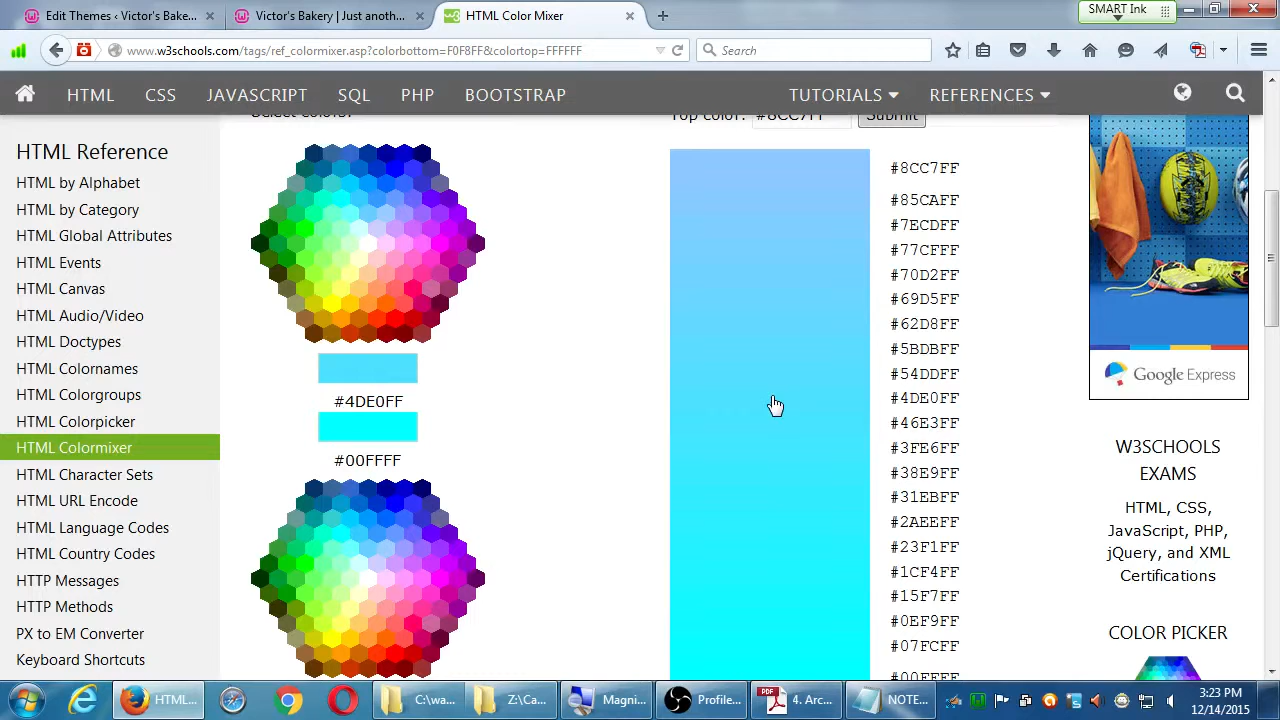 Edit Themes ‹ Victor's Bakery...
Victor's Bakery | Just anoth...
HTML Color Mixer
SMART Ink
www.w3schools.com/tags/ref_colormixer.asp?colorbottom=F0F8FF&colortop=FFFFFF
Search
HTML
CSS
JAVASCRIPT
SQL
PHP
BOOTSTRAP
TUTORIALS
REFERENCES
HTML Reference
HTML by Alphabet
HTML by Category
HTML Global Attributes
HTML Events
HTML Canvas
HTML Audio/Video
HTML Doctypes
HTML Colornames
HTML Colorgroups
HTML Colorpicker
HTML Colormixer
HTML Character Sets
HTML URL Encode
HTML Language Codes
HTML Country Codes
HTTP Messages
HTTP Methods
PX to EM Converter
Keyboard Shortcuts
Select colors:
#4DE0FF
#00FFFF
Top color: #8CC7FF Submit
#8CC7FF
#85CAFF
#7ECDFF
#77CFFF
#70D2FF
#69D5FF
#62D8FF
#5BDBFF
#54DDFF
#4DE0FF
#46E3FF
#3FE6FF
#38E9FF
#31EBFF
#2AEEFF
#23F1FF
#1CF4FF
#15F7FF
#0EF9FF
#07FCFF
#00FFFF
Google Express
W3SCHOOLS
EXAMS
HTML, CSS,
JavaScript, PHP,
jQuery, and XML
Certifications
COLOR PICKER
HTML...
C:\wa...
Z:\Ca...
Magni...
Profile...
PDF
4. Arc...
NOTE...
3:23 PM
12/14/2015